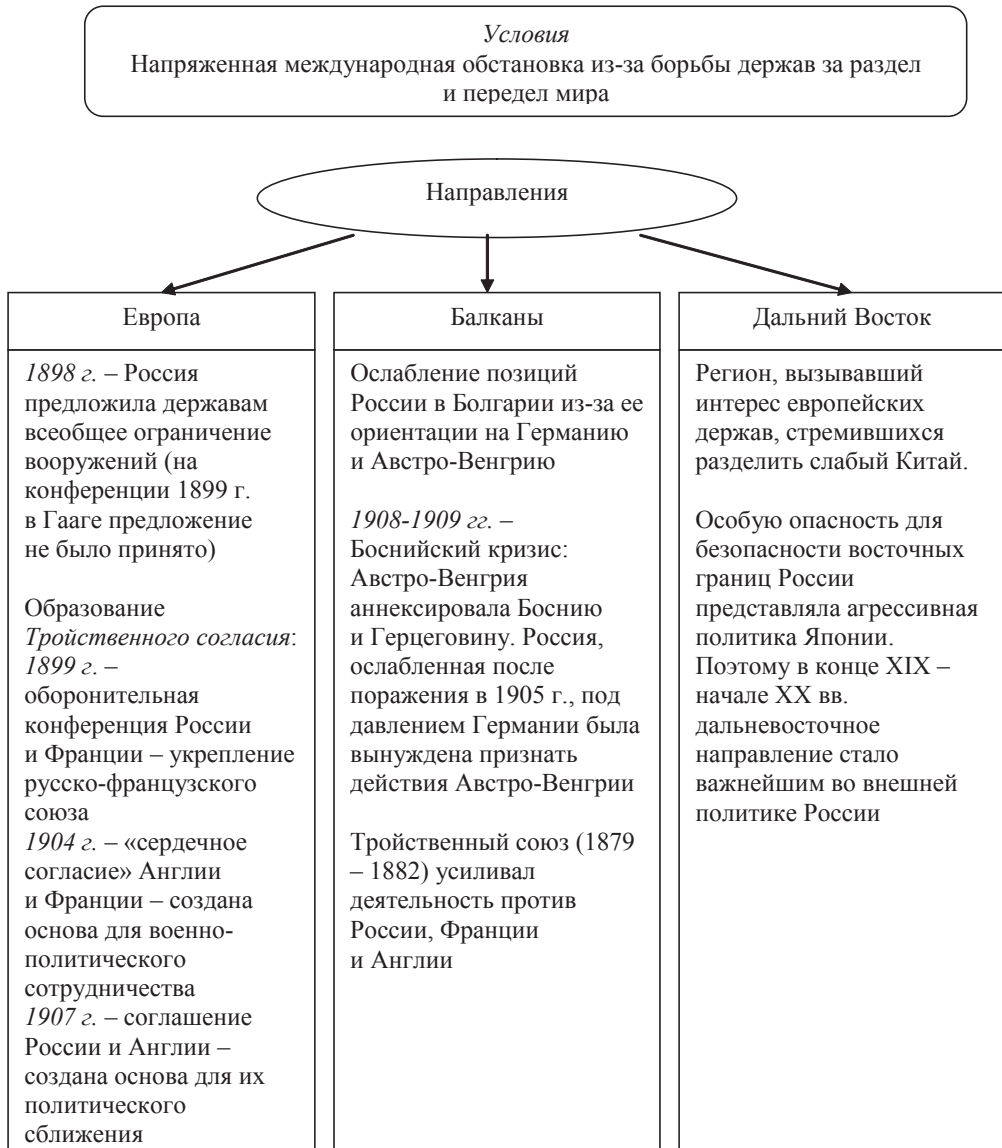 Условия
Напряженная международная обстановка из-за борьбы держав за раздел
и передел мира
Направления
Европа
1898 г. – Россия
предложила державам
всеобщее ограничение
вооружений (на
конференции 1899 г.
в Гааге предложение
не было принято)
Образование
Тройственного согласия:
1899 г. –
оборонительная
конференция России
и Франции – укрепление
русско-французского
союза
1904 г. – «сердечное
согласие» Англии
и Франции – создана
основа для военно-
политического
сотрудничества
1907 г. – соглашение
России и Англии –
создана основа для их
политического
сближения
Балканы
Ослабление позиций
России в Болгарии из-за ее
ориентации на Германию
и Австро-Венгрию
1908-1909 гг. –
Боснийский кризис:
Австро-Венгрия
аннексировала Боснию
и Герцеговину. Россия,
ослабленная после
поражения в 1905 г., под
давлением Германии была
вынуждена признать
действия Австро-Венгрии
Тройственный союз (1879
– 1882) усиливал
деятельность против
России, Франции
и Англии
Дальний Восток
Регион, вызывавший
интерес европейских
держав, стремившихся
разделить слабый Китай.
Особую опасность для
безопасности восточных
границ России
представляла агрессивная
политика Японии.
Поэтому в конце XIX –
начале XX вв.
дальневосточное
направление стало
важнейшим во внешней
политике России